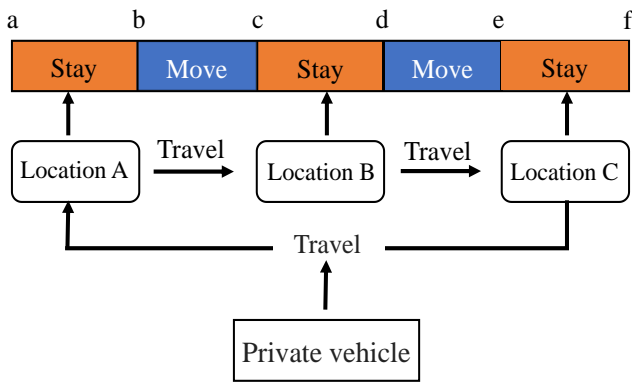 a b c d e f
Stay Move Stay Move Stay
Travel Travel
Location A Location B Location C
Travel
Private vehicle